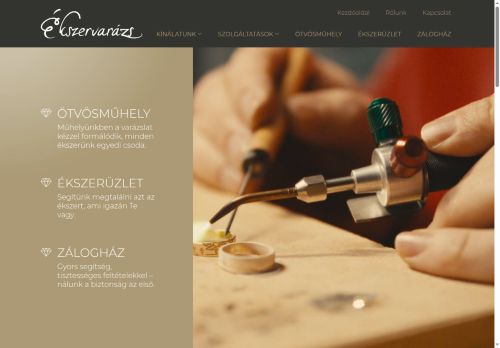 Kezdőoldal Rólunk Kapcsolat
Ékszervarázs
KÍNÁLATUNK SZOLGÁLTATÁSOK ÖTVÖSMŰHELY ÉKSZERÜZLET ZÁLOGHÁZ
ÖTVÖSMŰHELY
Műhelyünkben a varázslat
kézzel formálódik, minden
ékszerünk egyedi csoda.
ÉKSZERÜZLET
Segítünk megtalálni azt az
ékszert, ami igazán Te
vagy.
ZÁLOGHÁZ
Gyors segítség,
tisztességes feltételekkel –
nálunk a biztonság az első.